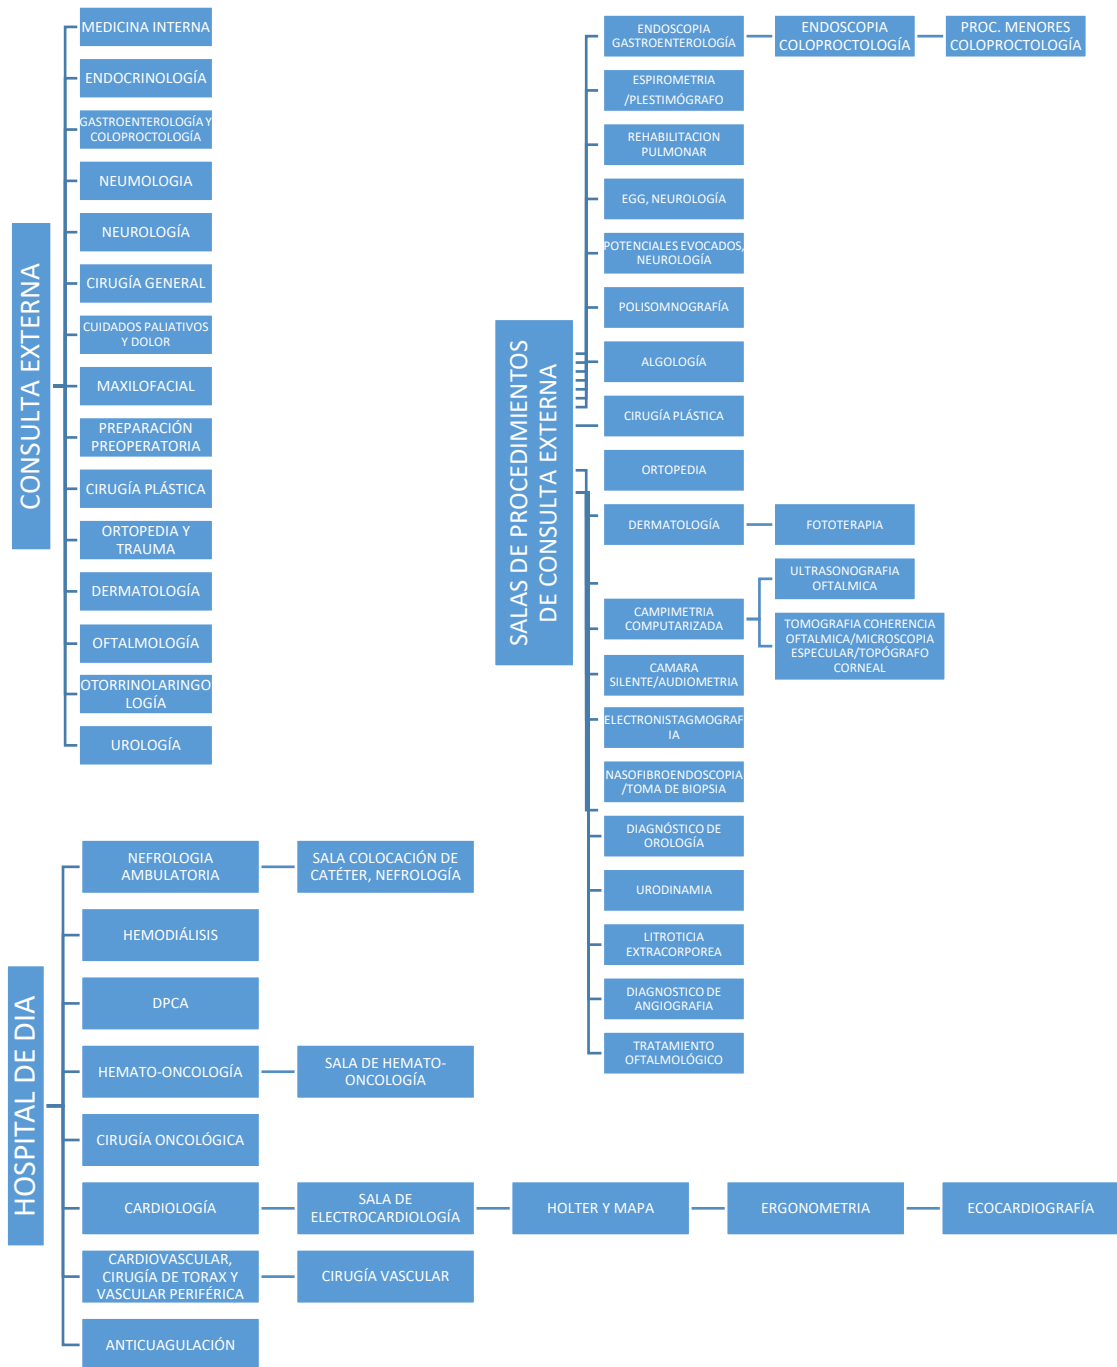 CONSULTA EXTERNA
MEDICINA INTERNA
ENDOCRINOLOGÍA
GASTROENTEROLOGÍA Y
COLOPROCTOLOGÍA
NEUMOLOGIA
NEUROLOGÍA
CIRUGÍA GENERAL
CUIDADOS PALIATIVOS
Y DOLOR
MAXILOFACIAL
PREPARACIÓN
PREOPERATORIA
CIRUGÍA PLÁSTICA
ORTOPEDIA Y
TRAUMA
DERMATOLOGÍA
OFTALMOLOGÍA
OTORRINOLARINGO
LOGÍA
UROLOGÍA
SALAS DE PROCEDIMIENTOS
DE CONSULTA EXTERNA
ENDOSCOPIA
GASTROENTEROLOGÍA
ENDOSCOPIA
COLOPROCTOLOGÍA
PROC. MENORES
COLOPROCTOLOGÍA
ESPIROMETRIA
/PLESTIMÓGRAFO
REHABILITACION
PULMONAR
EGG, NEUROLOGÍA
POTENCIALES EVOCADOS,
NEUROLOGÍA
POLISOMNOGRAFÍA
ALGOLOGÍA
CIRUGÍA PLÁSTICA
ORTOPEDIA
DERMATOLOGÍA
FOTOTERAPIA
CAMPIMETRIA
COMPUTARIZADA
ULTRASONOGRAFIA
OFTALMICA
TOMOGRAFIA COHERENCIA
OFTALMICA/MICROSCOPIA
ESPECULAR/TOPÓGRAFO
CORNEAL
CAMARA
SILENTE/AUDIOMETRIA
ELECTRONISTAGMOGRAF
IA
NASOFIBROENDOSCOPIA
/TOMA DE BIOPSIA
DIAGNÓSTICO DE
OROLOGÍA
URODINAMIA
LITROTICIA
EXTRACORPOREA
DIAGNOSTICO DE
ANGIOGRAFIA
TRATAMIENTO
OFTALMOLÓGICO
HOSPITAL DE DIA
NEFROLOGIA
AMBULATORIA
SALA COLOCACIÓN DE
CATÉTER, NEFROLOGÍA
HEMODIÁLISIS
DPCA
HEMATO-ONCOLOGÍA
SALA DE HEMATO-
ONCOLOGÍA
CIRUGÍA ONCOLÓGICA
CARDIOLOGÍA
SALA DE
ELECTROCARDIOLOGÍA
HOLTER Y MAPA
ERGONOMETRIA
ECOCARDIOGRAFÍA
CARDIOVASCULAR,
CIRUGÍA DE TORAX Y
VASCULAR PERIFÉRICA
CIRUGÍA VASCULAR
ANTICUAGULACIÓN